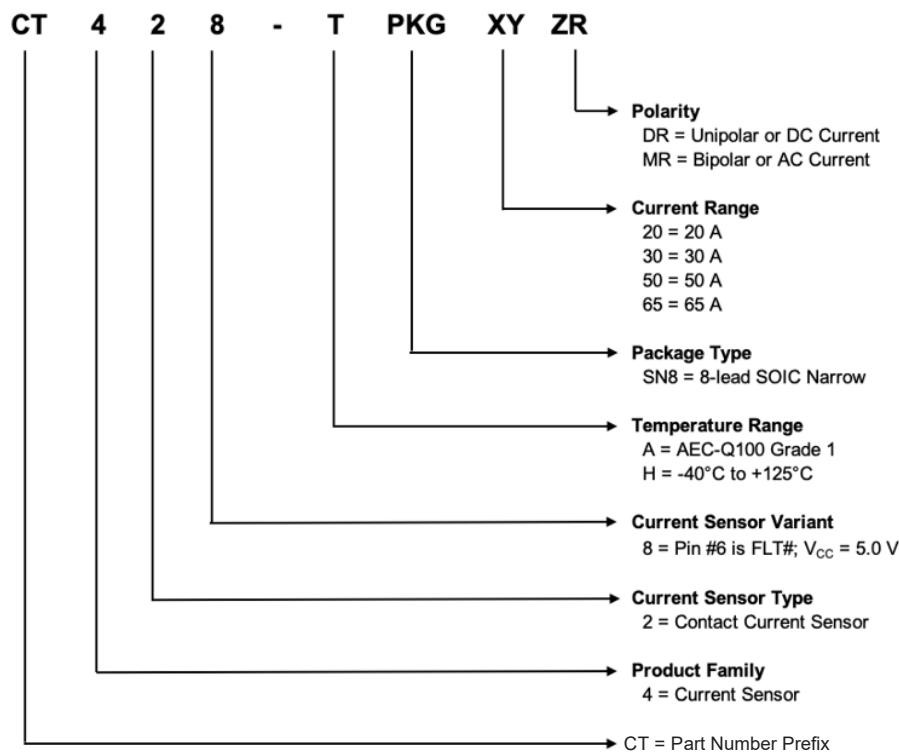 CT 4 2 8 - T PKG XY ZR
Polarity
DR = Unipolar or DC Current
MR = Bipolar or AC Current
Current Range
20 = 20 A
30 = 30 A
50 = 50 A
65 = 65 A
Package Type
SN8 = 8-lead SOIC Narrow
Temperature Range
A = AEC-Q100 Grade 1
H = -40°C to +125°C
Current Sensor Variant
8 = Pin #6 is FLT#; VCC = 5.0 V
Current Sensor Type
2 = Contact Current Sensor
Product Family
4 = Current Sensor
CT = Part Number Prefix